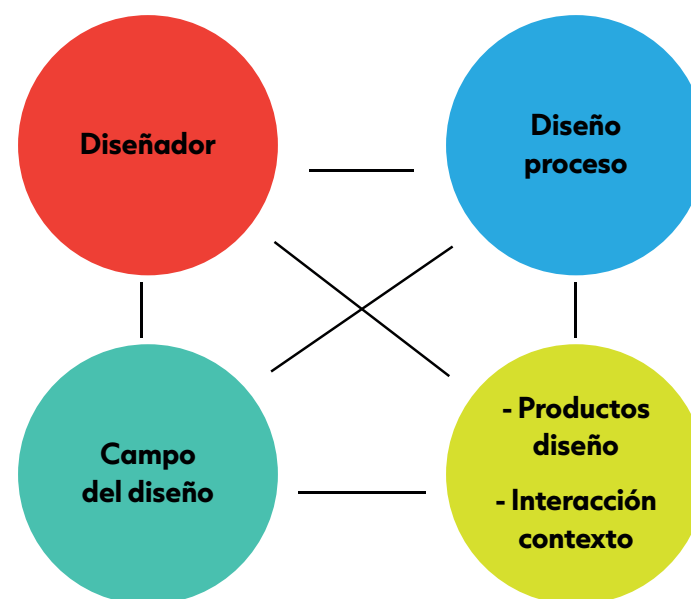 Diseñador
Diseño
proceso
Campo
del diseño
- Productos
diseño
- Interacción
contexto